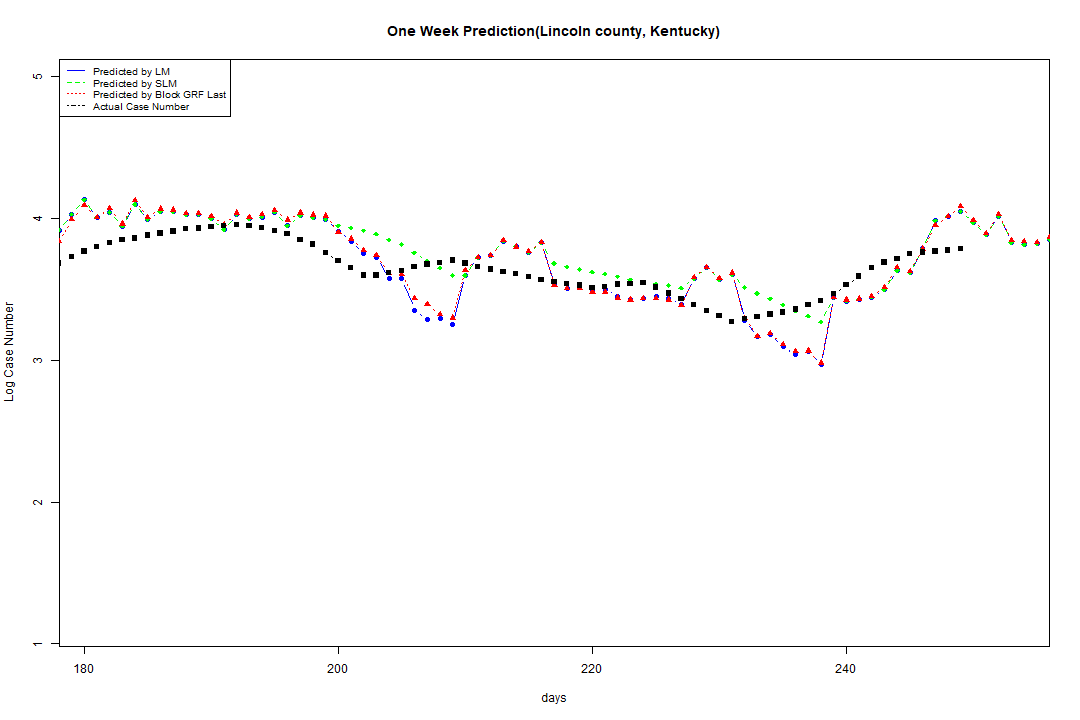 One Week Prediction(Lincoln county, Kentucky)
Predicted by LM
Predicted by SLM
Predicted by Block GRF Last
Actual Case Number
5
4
3
2
1
Log Case Number
180 200 220 240
days